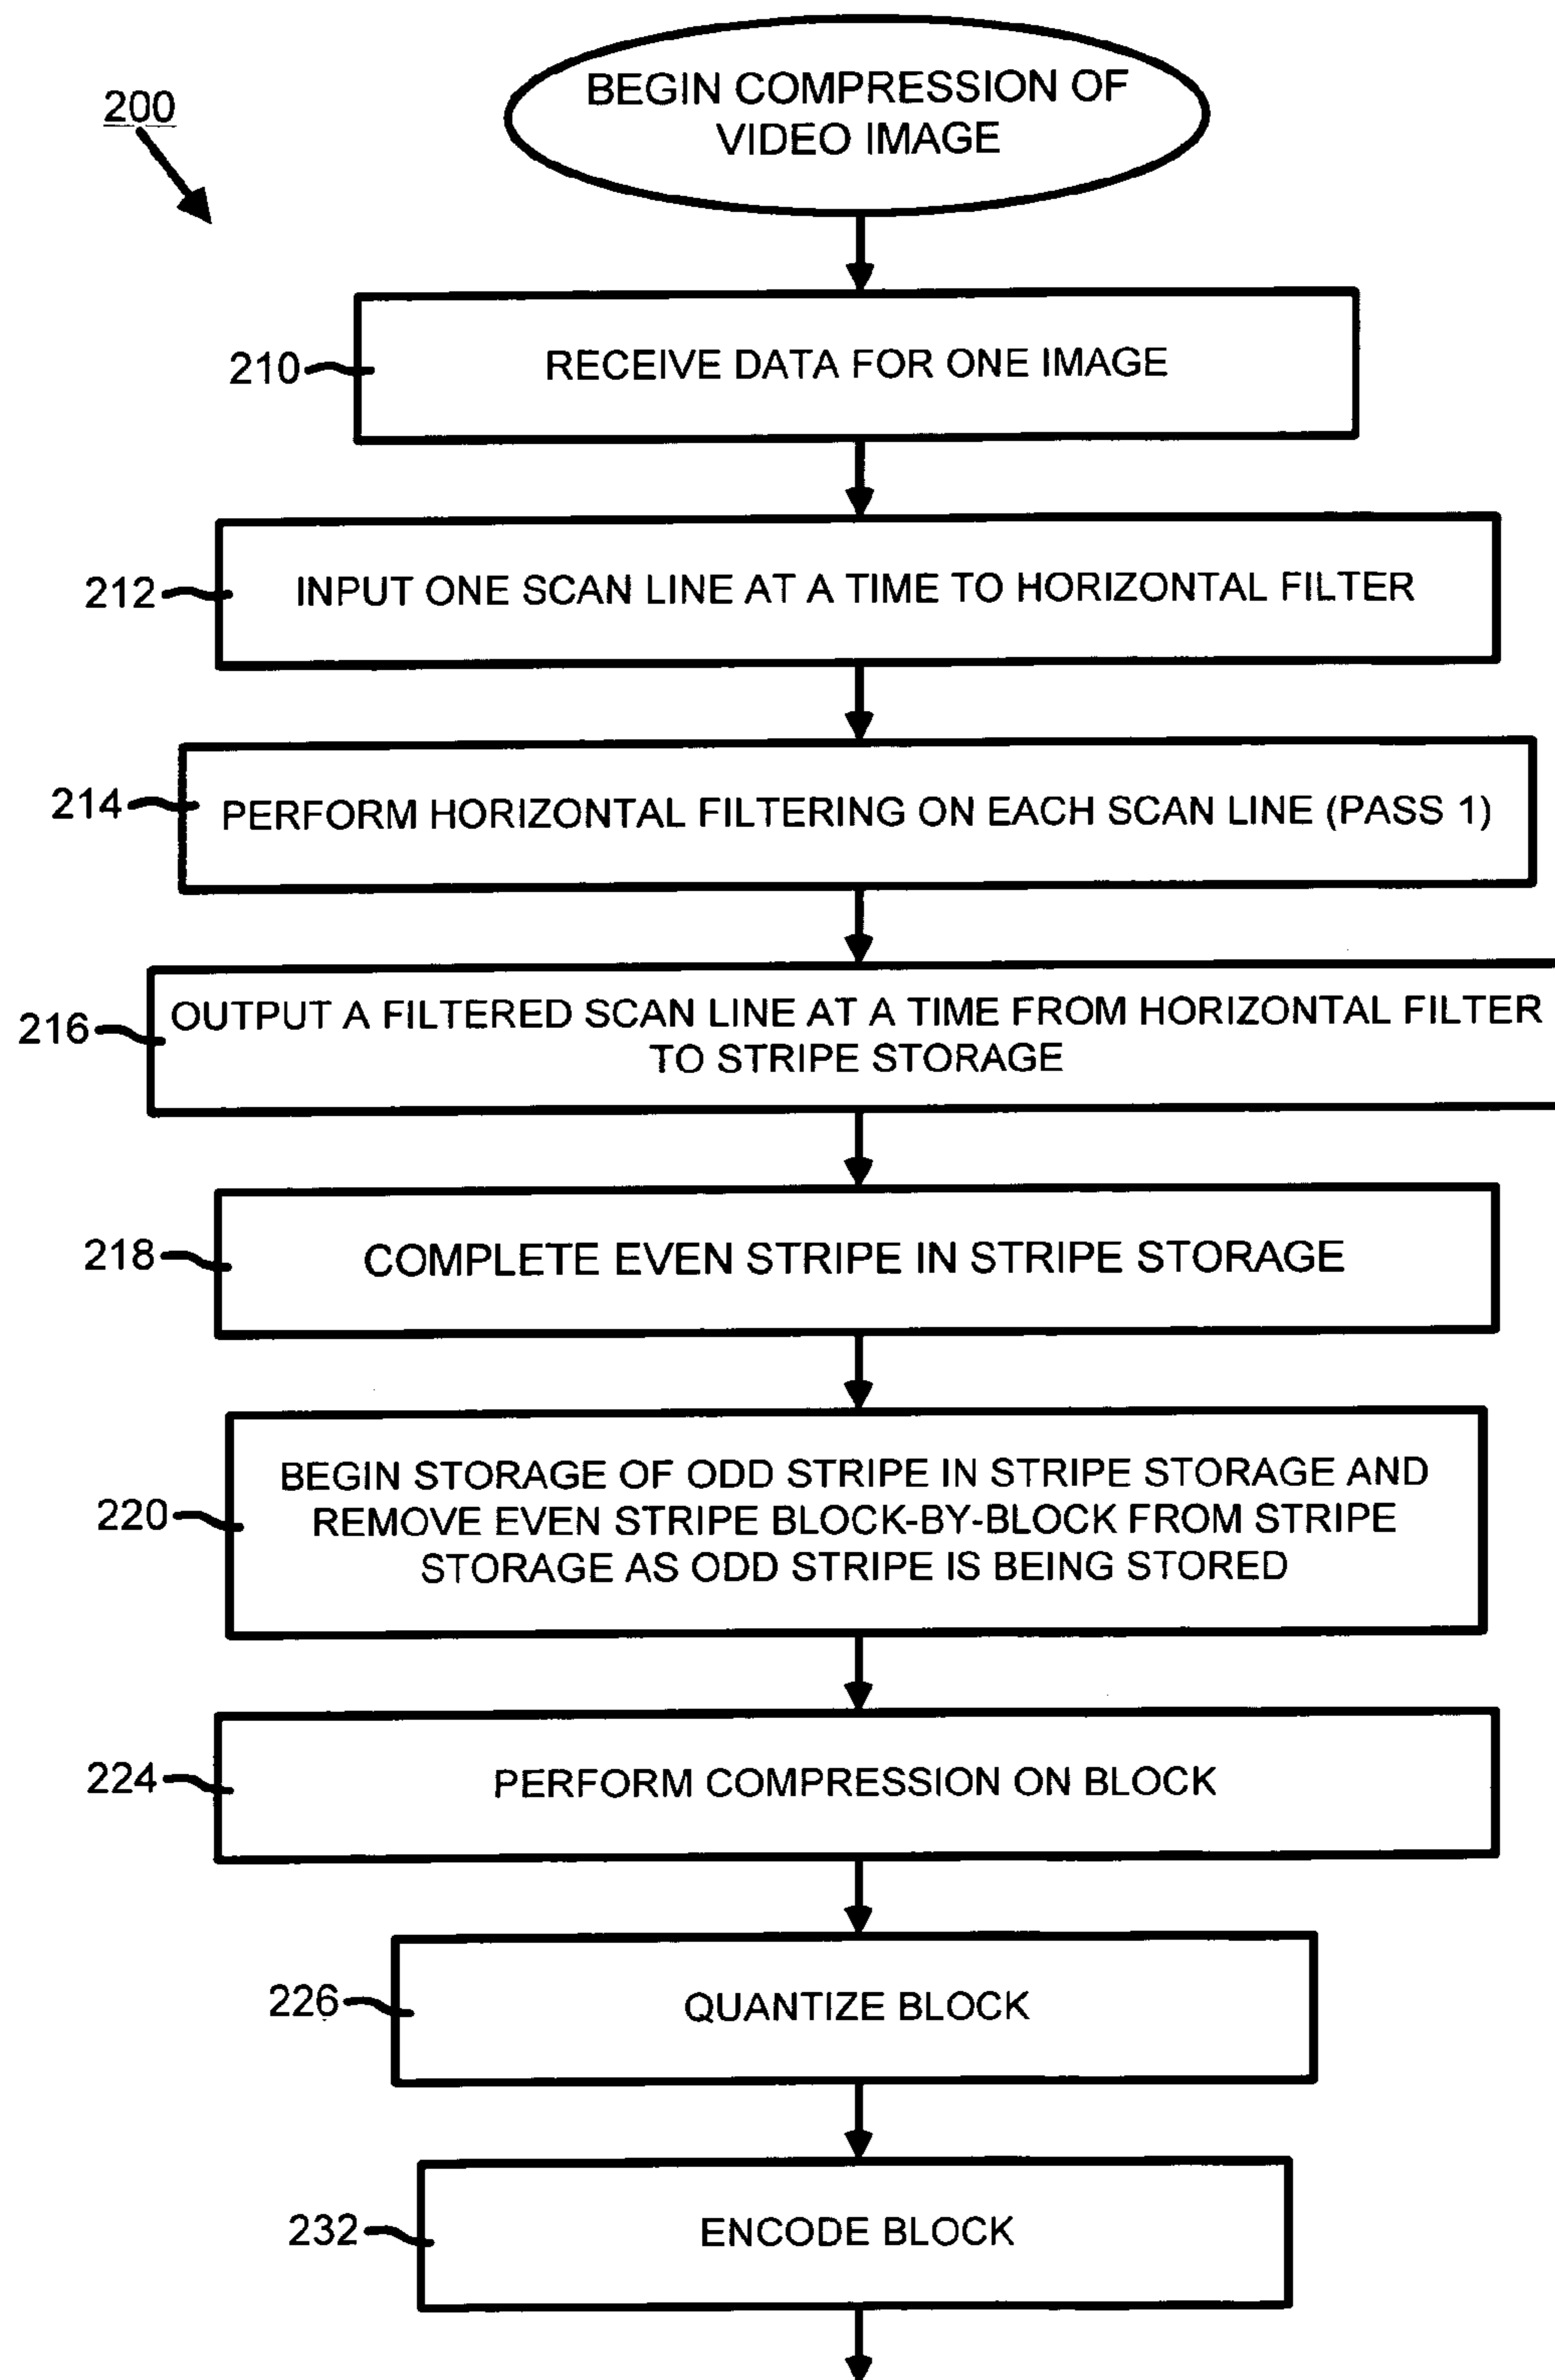 200
BEGIN COMPRESSION OF
VIDEO IMAGE
210
RECEIVE DATA FOR ONE IMAGE
212
INPUT ONE SCAN LINE AT A TIME TO HORIZONTAL FILTER
214
PERFORM HORIZONTAL FILTERING ON EACH SCAN LINE (PASS 1)
216
OUTPUT A FILTERED SCAN LINE AT A TIME FROM HORIZONTAL FILTER
TO STRIPE STORAGE
218
COMPLETE EVEN STRIPE IN STRIPE STORAGE
220
BEGIN STORAGE OF ODD STRIPE IN STRIPE STORAGE AND
REMOVE EVEN STRIPE BLOCK-BY-BLOCK FROM STRIPE
STORAGE AS ODD STRIPE IS BEING STORED
224
PERFORM COMPRESSION ON BLOCK
226
QUANTIZE BLOCK
232
ENCODE BLOCK